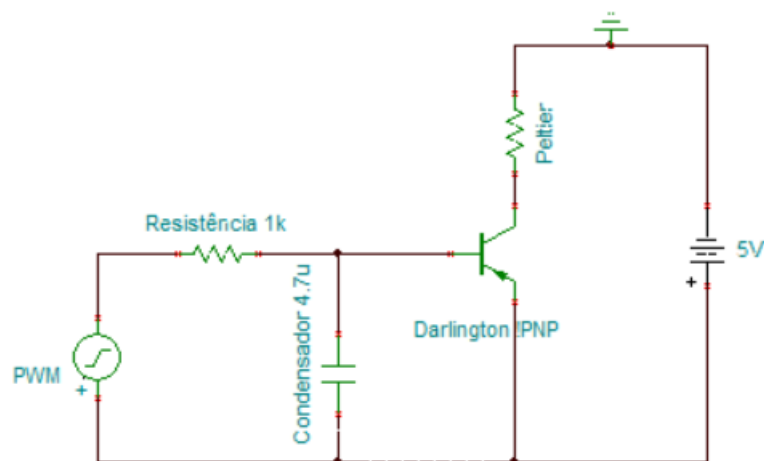 Peltier
Resistência 1k
5V
+
Darlington !PNP
Condensador 4.7u
PWM
+